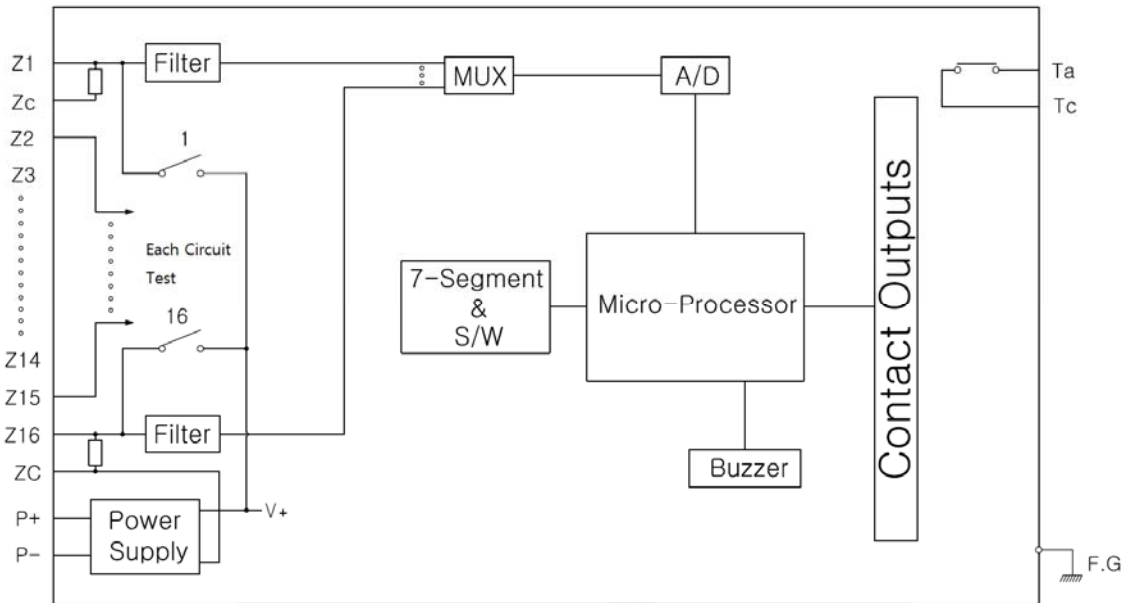 Z1
Zc
Z2
Z3
Z14
Z15
Z16
ZC
P+
P-
Filter
1
Each Circuit
Test
16
Filter
Power
Supply
V+
MUX
A/D
7-Segment
&
S/W
Micro-Processor
Buzzer
Contact Outputs
Ta
Tc
F.G